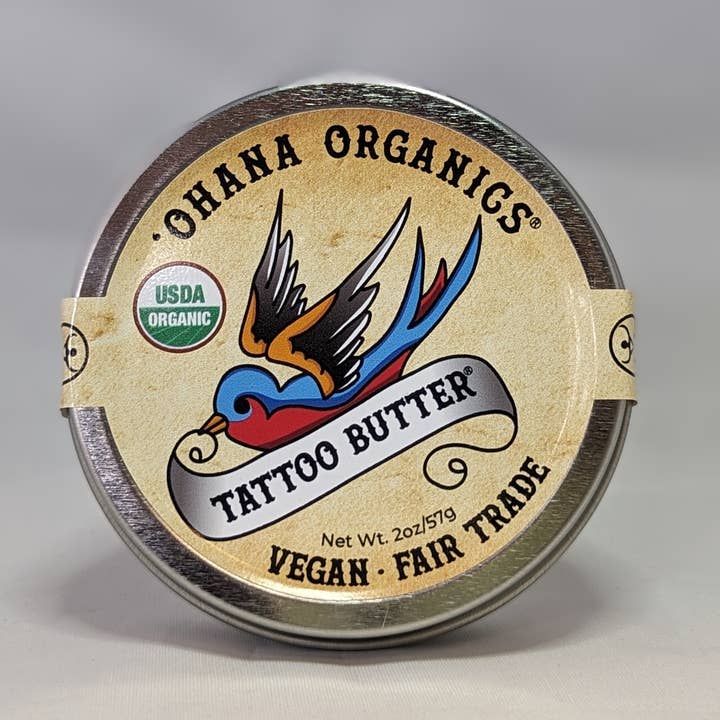 'OHANA ORGANICS®
USDA
ORGANIC
TATTOO BUTTER®
Net Wt. 2oz/57g
VEGAN · FAIR TRADE